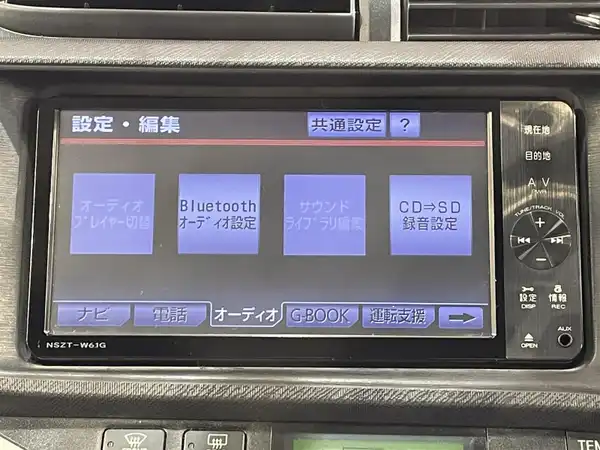 設定・編集
共通設定
?
オーディオ
プレイヤー切替
Bluetooth
オーディオ設定
サウンド
ライブラリ編集
CD⇒SD
録音設定
ナビ
電話
オーディオ
G-BOOK
運転支援
NSZT-W61G
現在地
目的地
AV
TUNE/TRACK VOL
設定
DISP
情報
REC
OPEN
AUX
TEM